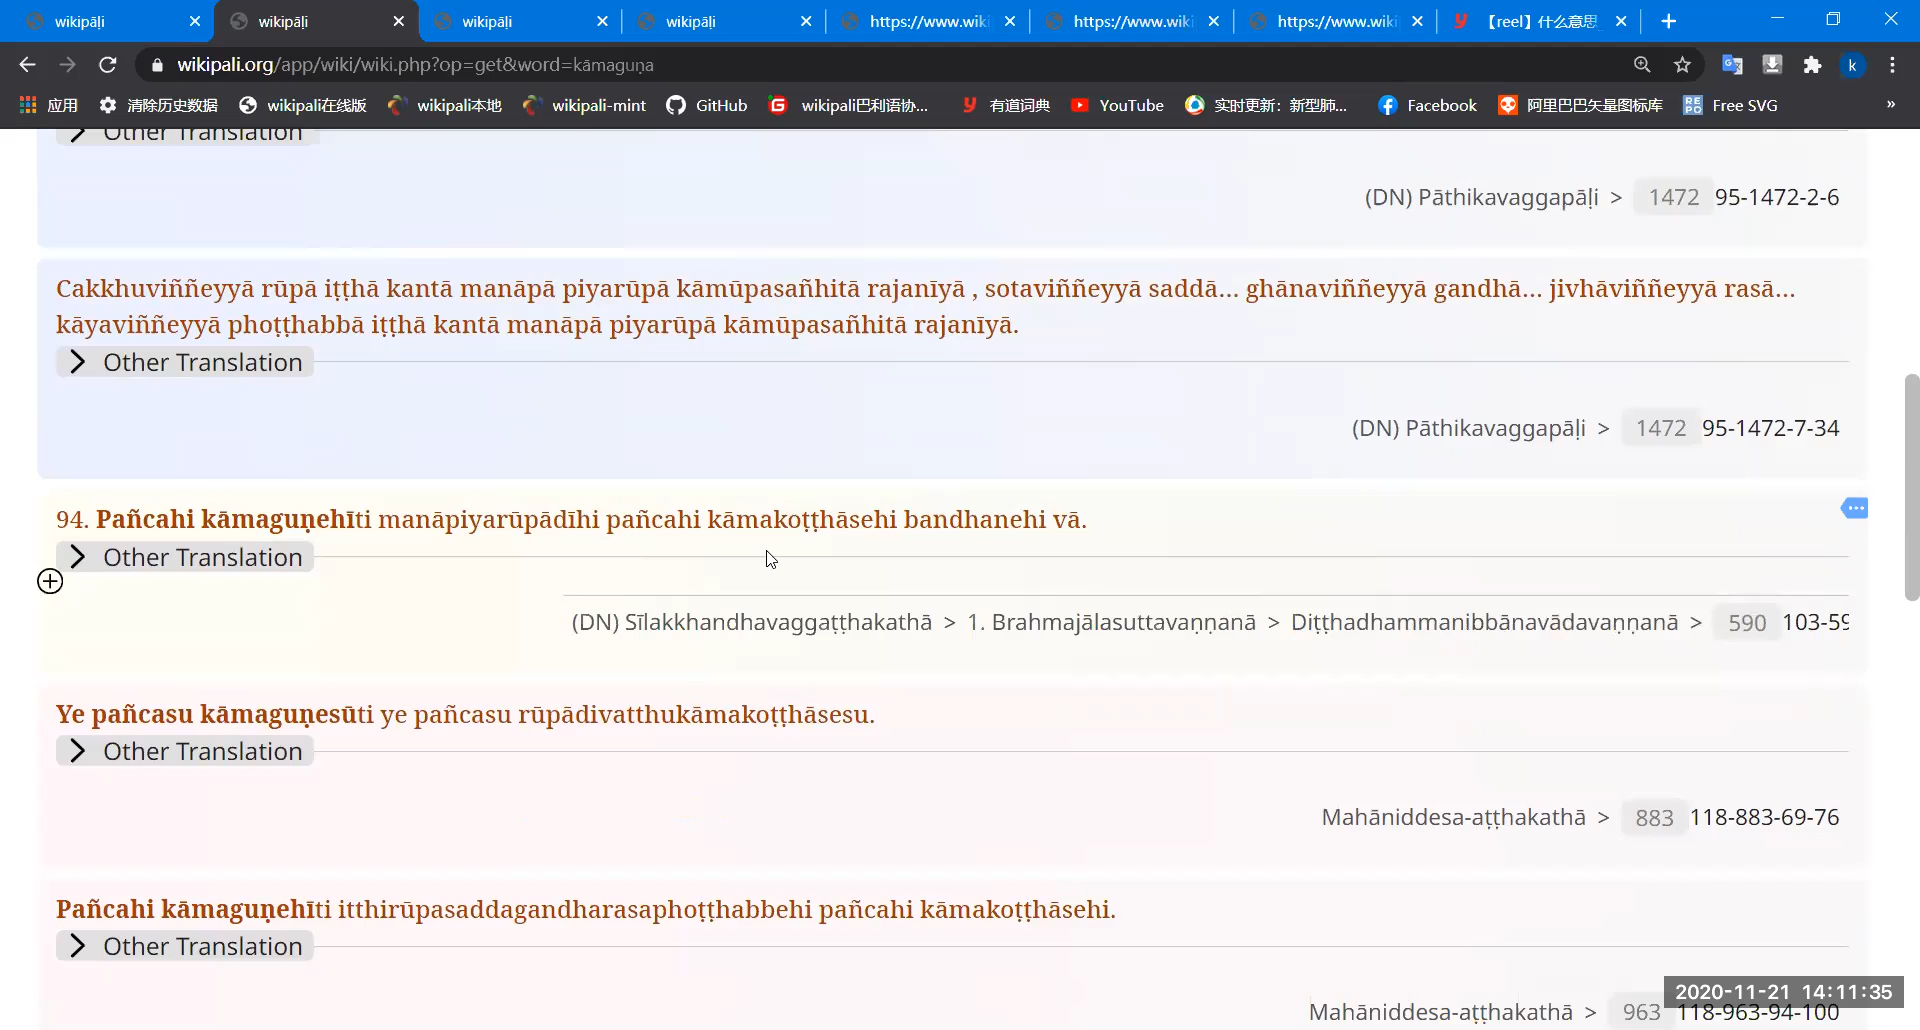 wikipāḷi
wikipāḷi
wikipāḷi
wikipāḷi
https://www.wiki
https://www.wiki
https://www.wiki
【reel】什么意思_
wikipali.org/app/wiki/wiki.php?op=get&word=kāmaguṇa
k
应用
清除历史数据
wikipali在线版
wikipali本地
wikipali-mint
GitHub
wikipali巴利语协...
有道词典
YouTube
实时更新：新型肺...
Facebook
阿里巴巴矢量图标库
Free SVG
»
Other Translation
(DN) Pāthikavaggapāḷi > 1472 95-1472-2-6
Cakkhuviññeyyā rūpā iṭṭhā kantā manāpā piyarūpā kāmūpasañhitā rajanīyā , sotaviññeyyā saddā… ghānaviññeyyā gandhā… jivhāviññeyyā rasā…
kāyaviññeyyā phoṭṭhabbā iṭṭhā kantā manāpā piyarūpā kāmūpasañhitā rajanīyā.
Other Translation
(DN) Pāthikavaggapāḷi > 1472 95-1472-7-34
94. Pañcahi kāmaguṇehīti manāpiyarūpādīhi pañcahi kāmakoṭṭhāsehi bandhanehi vā.
Other Translation
(DN) Sīlakkhandhavaggaṭṭhakathā > 1. Brahmajālasuttavaṇṇanā > Diṭṭhadhammanibbānavādavaṇṇanā > 590 103-59
Ye pañcasu kāmaguṇesūti ye pañcasu rūpādivatthukāmakoṭṭhāsesu.
Other Translation
Mahāniddesa-aṭṭhakathā > 883 118-883-69-76
Pañcahi kāmaguṇehīti itthirūpasaddagandharasaphoṭṭhabbehi pañcahi kāmakoṭṭhāsehi.
Other Translation
2020-11-21 14:11:35
Mahāniddesa-aṭṭhakathā > 963 118-963-94-100